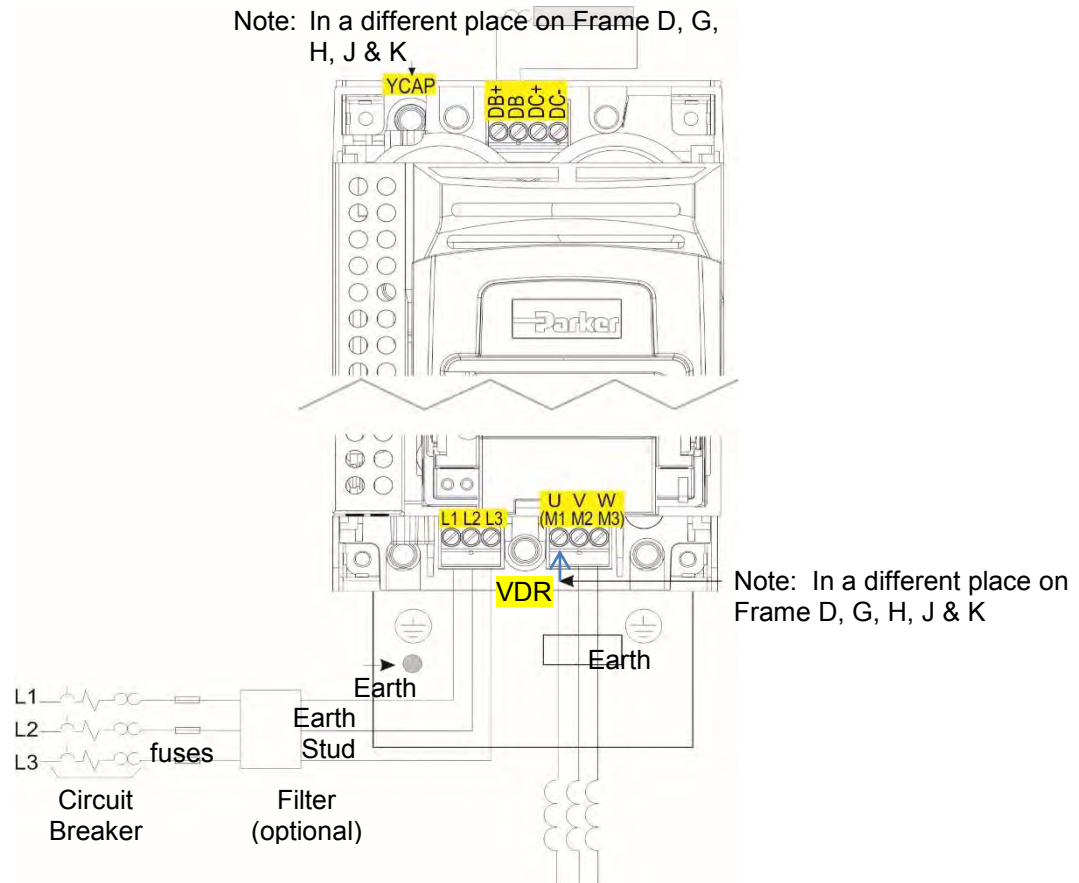 Note: In a different place on Frame D, G,
H, J & K
YCAP
DB+
DB
DC+
DC-
Parker
U V W
L1 L2 L3
(M1 M2 M3)
VDR
Note: In a different place on
Frame D, G, H, J & K
Earth
Earth
L1
L2
L3
Earth
Stud
fuses
Circuit
Breaker
Filter
(optional)